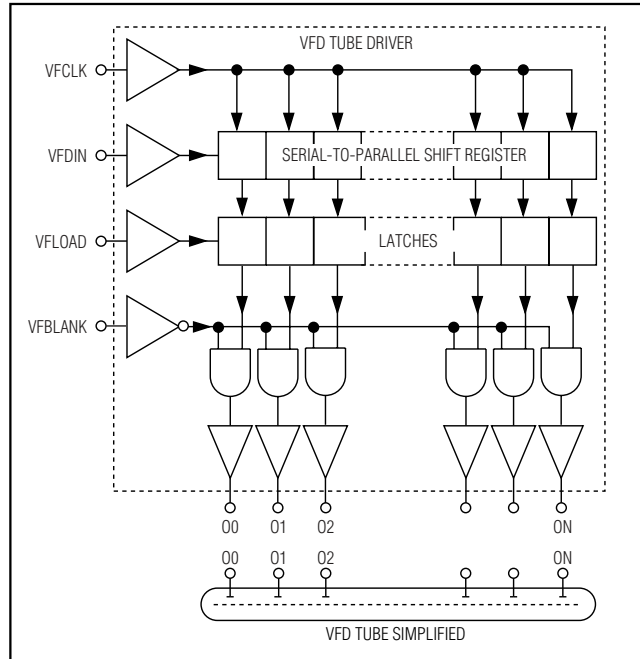 VFD TUBE DRIVER
VFCLK
VFDIN
SERIAL-TO-PARALLEL SHIFT REGISTER
VFLOAD
LATCHES
VFBLANK
O0 O1 O2 ON
O0 O1 O2 ON
VFD TUBE SIMPLIFIED